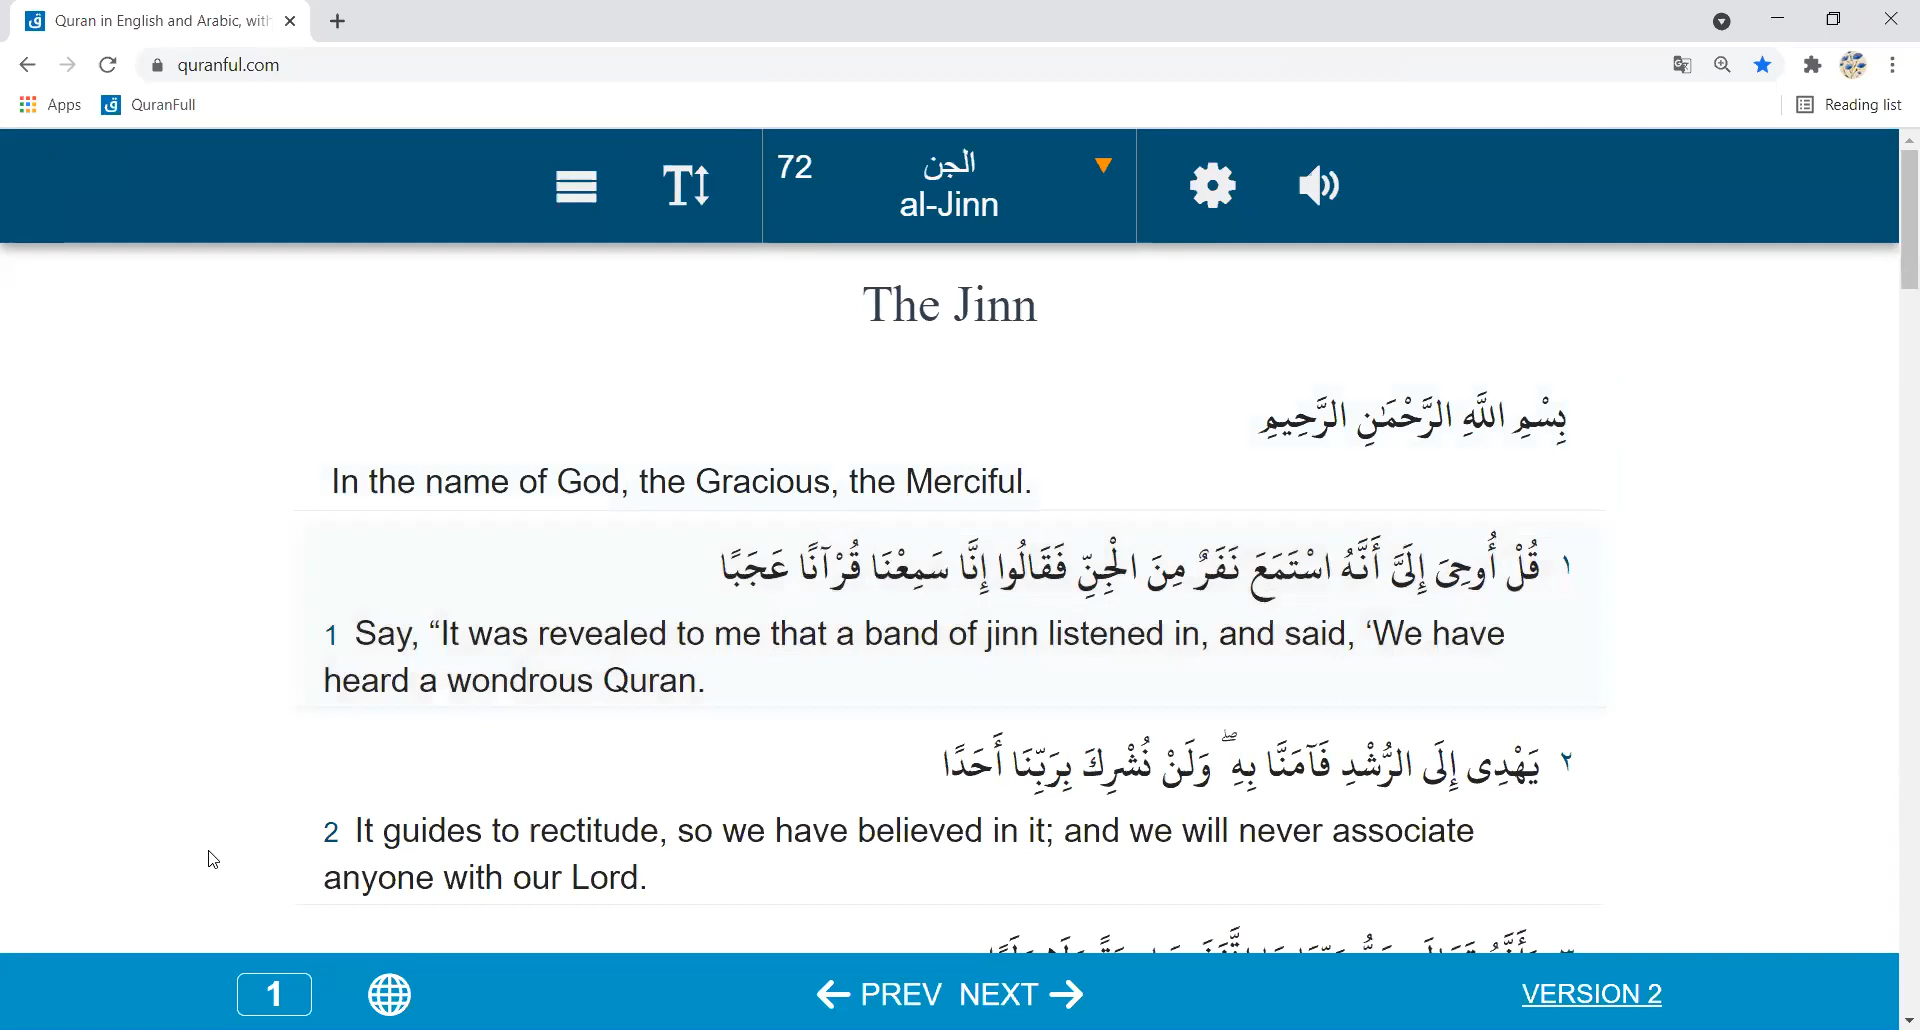 Quran in English and Arabic, with
quranful.com
Apps
QuranFull
Reading list
72
الجن
al-Jinn
The Jinn
بِسْمِ اللَّهِ الرَّحْمَٰنِ الرَّحِيمِ
In the name of God, the Gracious, the Merciful.
١ قُلْ أُوحِيَ إِلَيَّ أَنَّهُ اسْتَمَعَ نَفَرٌ مِنَ الْجِنِّ فَقَالُوا إِنَّا سَمِعْنَا قُرْآنًا عَجَبًا
1 Say, “It was revealed to me that a band of jinn listened in, and said, ‘We have
heard a wondrous Quran.
٢ يَهْدِي إِلَى الرُّشْدِ فَآمَنَّا بِهِ ۖ وَلَنْ نُشْرِكَ بِرَبِّنَا أَحَدًا
2 It guides to rectitude, so we have believed in it; and we will never associate
anyone with our Lord.
1
PREV NEXT
VERSION 2